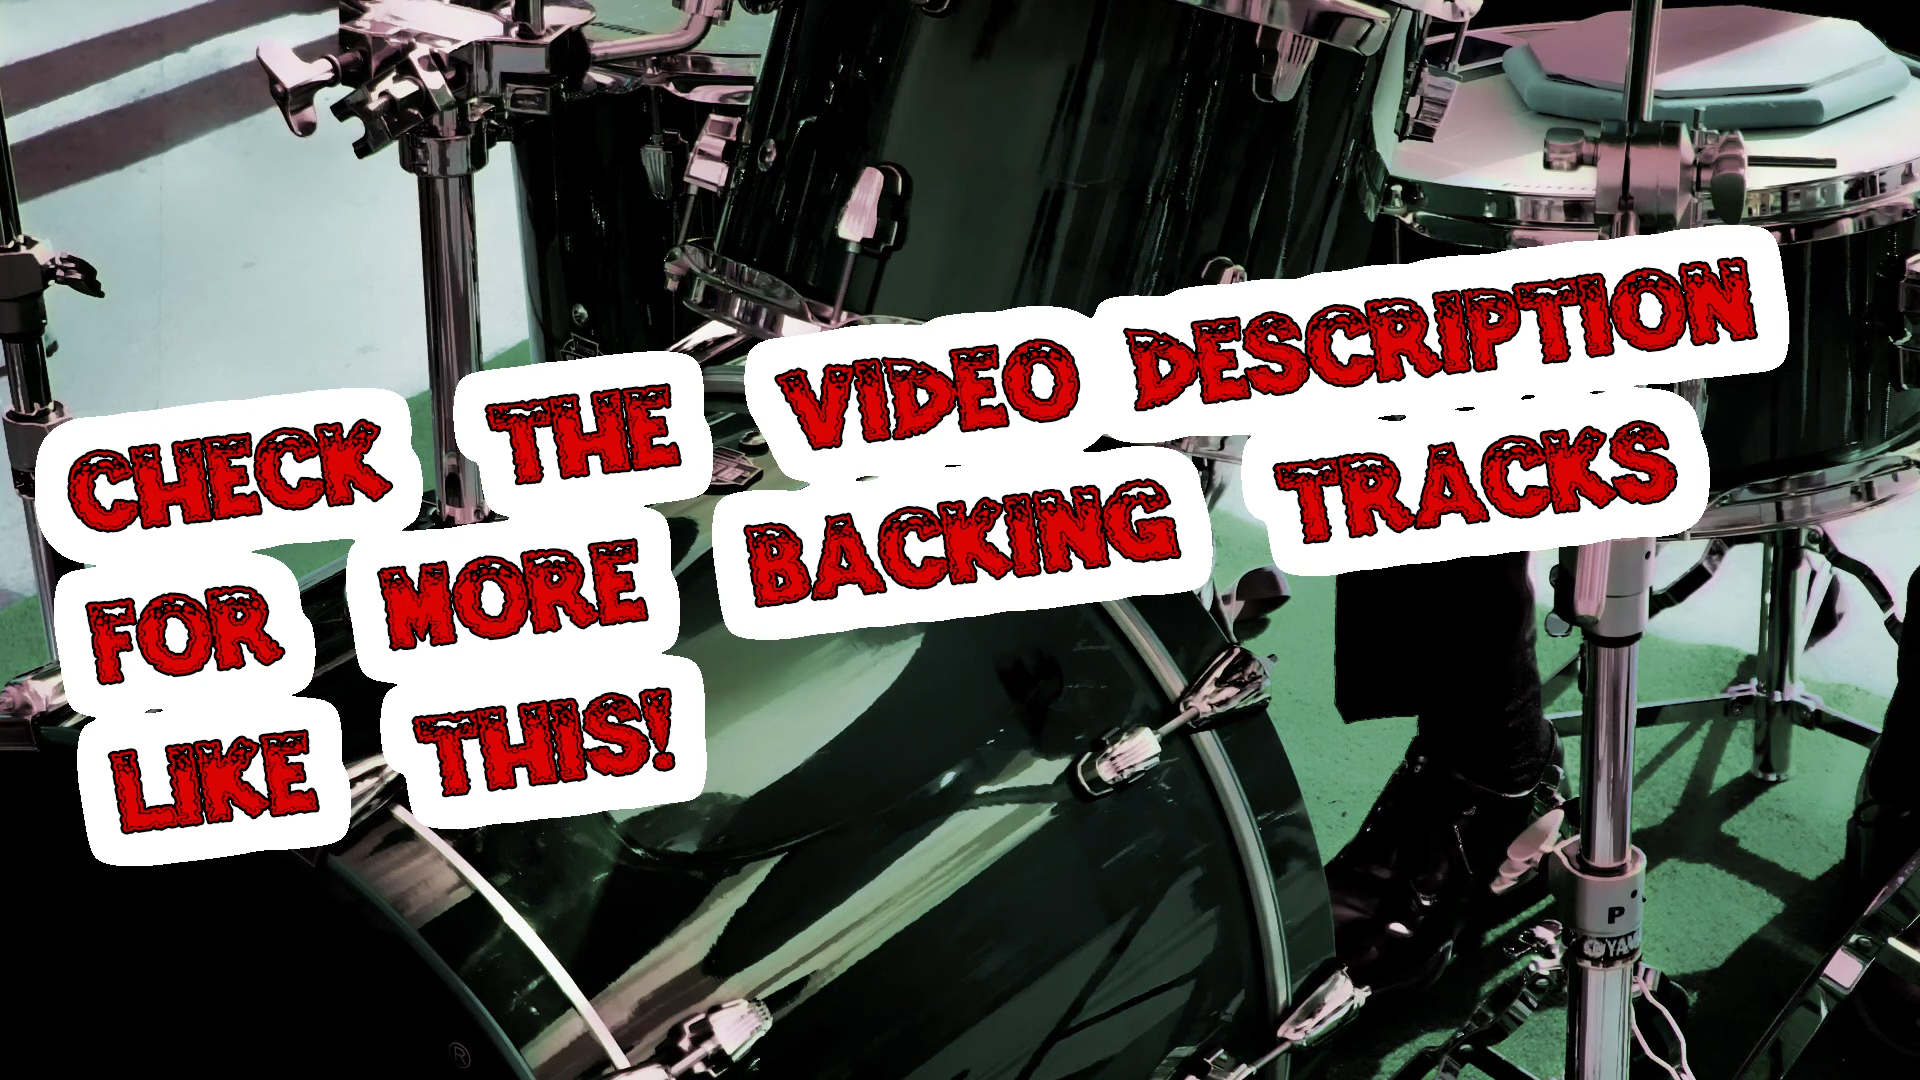 CHECK THE VIDEO DESCRIPTION
FOR MORE BACKING TRACKS
LIKE THIS!
P
®